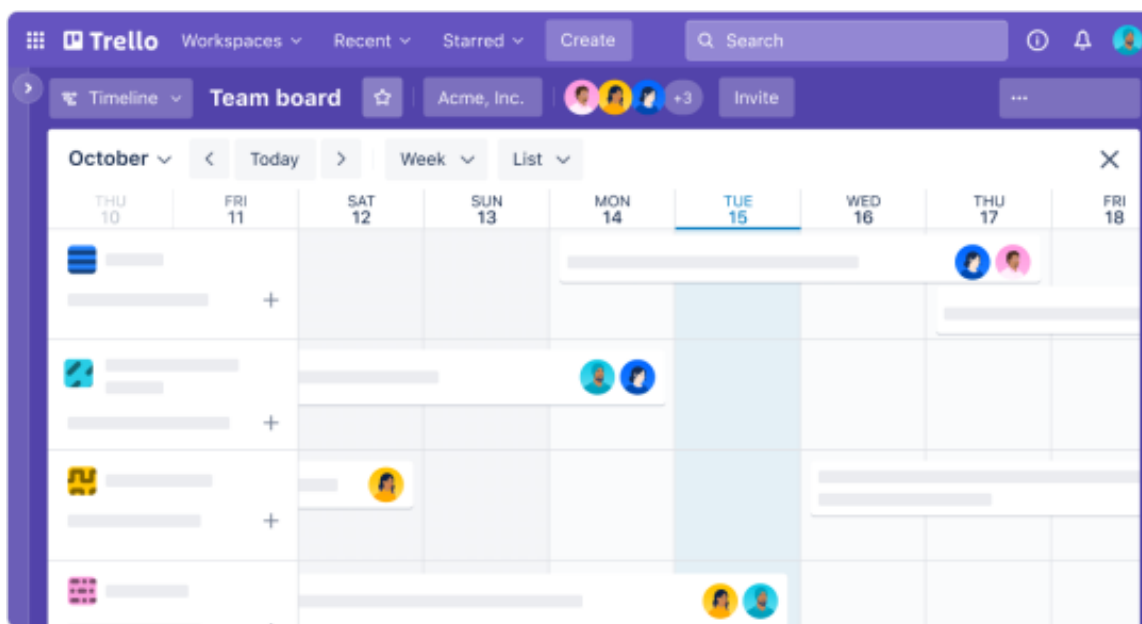 Trello Workspaces Recent Starred Create Search
Timeline Team board Acme, Inc. +3 Invite
October Today Week List
THU FRI SAT SUN MON TUE WED THU FRI
10 11 12 13 14 15 16 17 18